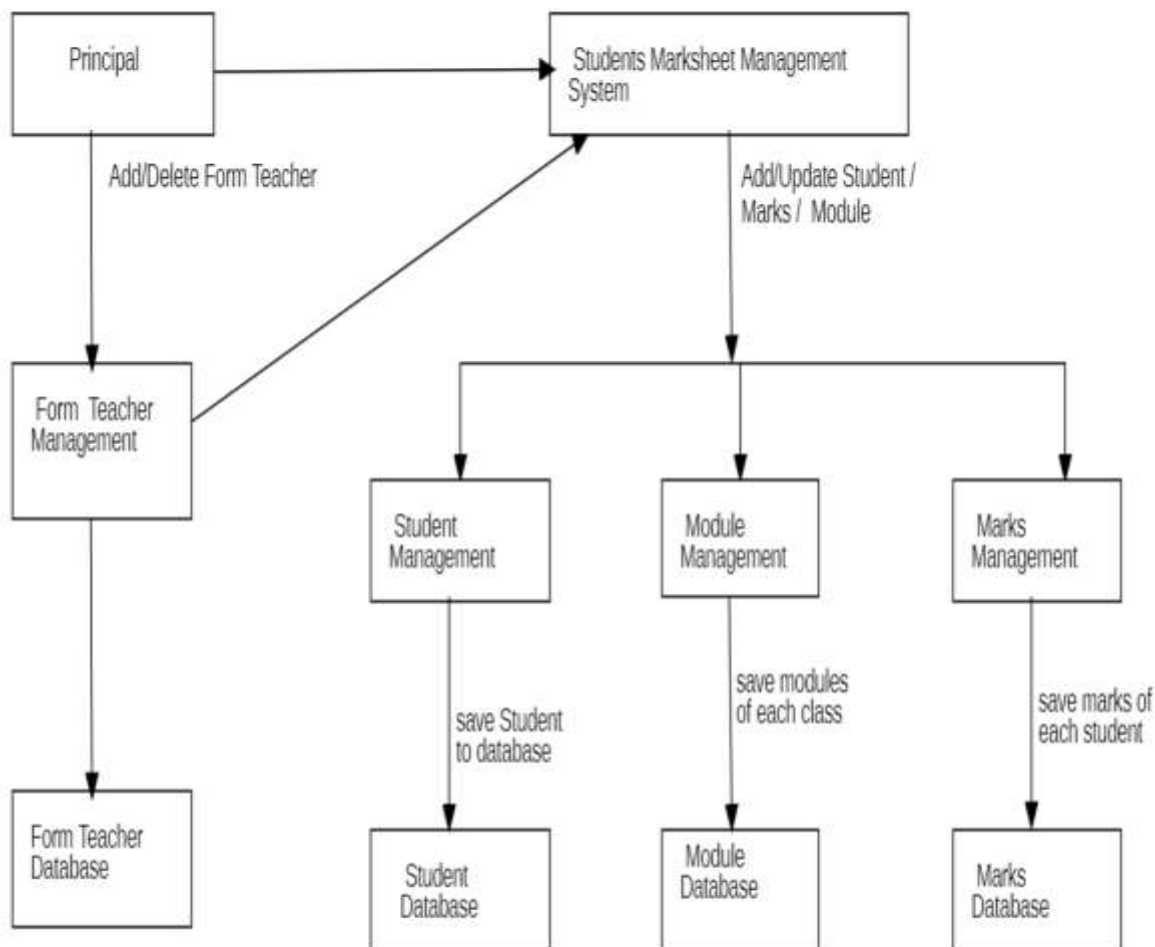 Principal
Students Marksheet Management
System
Add/Delete Form Teacher
Add/Update Student /
Marks / Module
Form Teacher
Management
Student
Management
Module
Management
Marks
Management
save Student
to database
save modules
of each class
save marks of
each student
Form Teacher
Database
Student
Database
Module
Database
Marks
Database